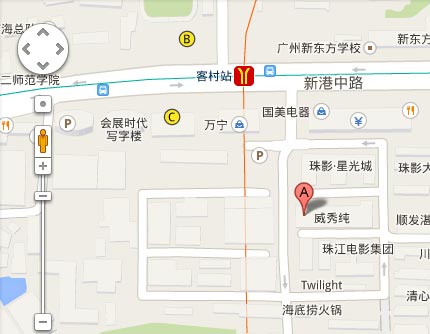 海总医
B
广州新东方学校
新东方
二师范学院
客村站
新港中路
国美电器
P
会展时代
写字楼
C
万宁
¥
P
珠影·星光城
珠影大
A
威秀纯
顺发湛
珠江电影集团
川
Twilight
清心
海底捞火锅